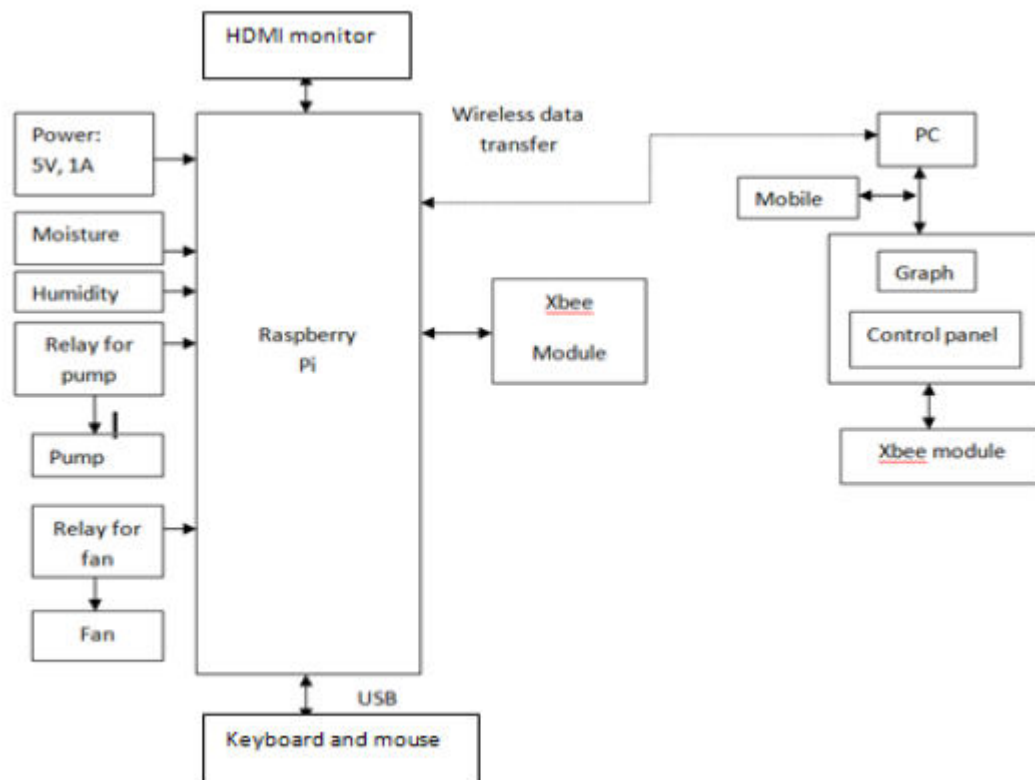 HDMI monitor
Power:
5V, 1A
Wireless data
transfer
PC
Mobile
Moisture
Graph
Humidity
Xbee
Module
Relay for
pump
Raspberry
Pi
Control panel
Pump
Xbee module
Relay for
fan
Fan
USB
Keyboard and mouse